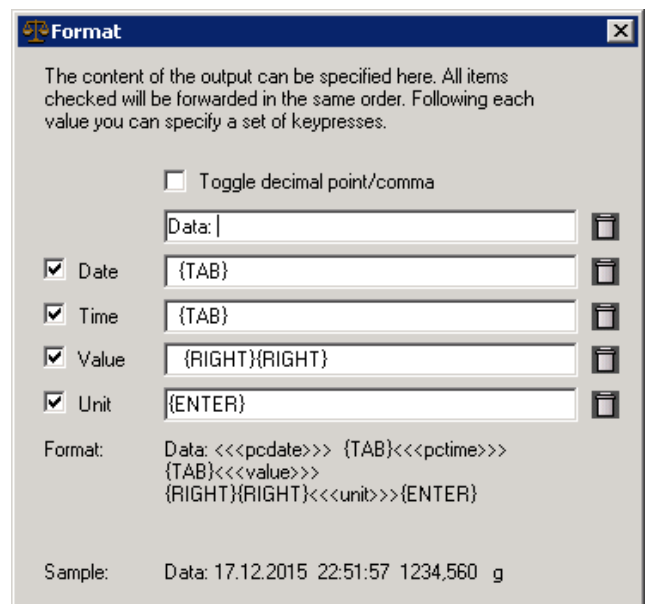 Format
The content of the output can be specified here. All items
checked will be forwarded in the same order. Following each
value you can specify a set of keypresses.
Toggle decimal point/comma
Data:
Date {TAB}
Time {TAB}
Value {RIGHT}{RIGHT}
Unit {ENTER}
Format: Data: <<<pcdate>>> {TAB}<<<pctime>>>
{TAB}<<<value>>>
{RIGHT}{RIGHT}<<<unit>>>{ENTER}
Sample: Data: 17.12.2015 22:51:57 1234,560 g